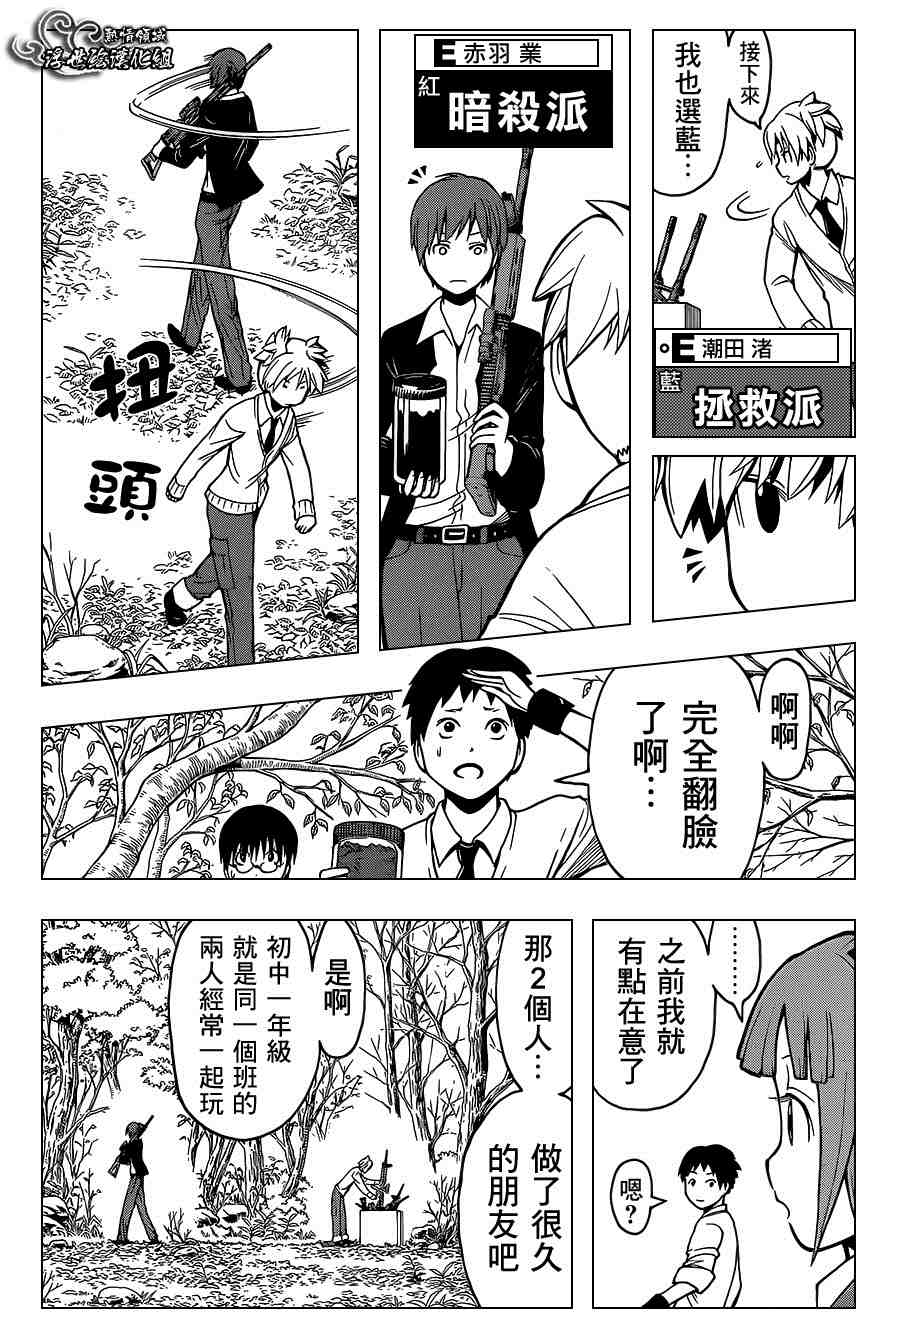 接下來
我也選藍…
E 潮田 渚
藍
拯救派
E 赤羽 業
紅
暗殺派
扭
頭
熱情領域
浮世繪漢化組
啊啊
完全翻臉
了啊…
………
之前我就
有點在意了
嗯?
那2個人…
做了很久
的朋友吧
是啊
初中一年級
就是同一個班的
兩人經常一起玩